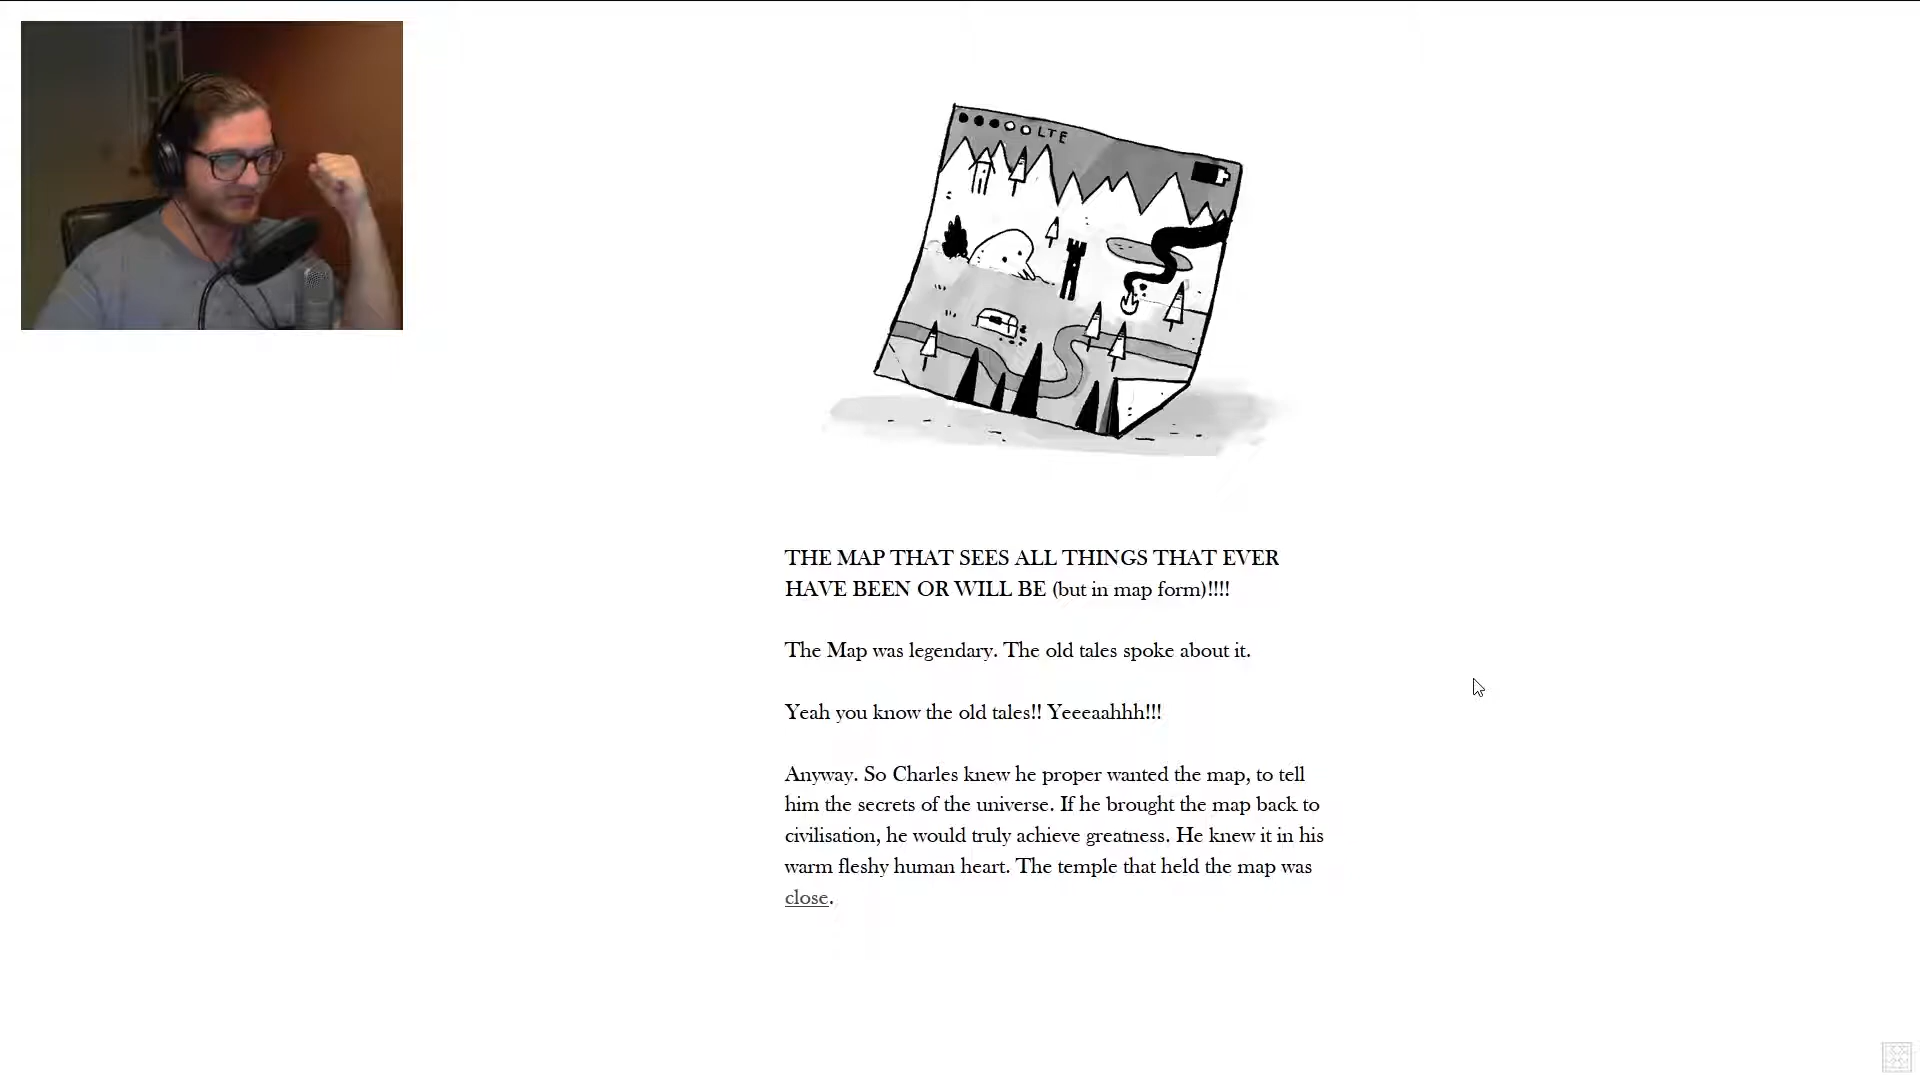 LTE
THE MAP THAT SEES ALL THINGS THAT EVER
HAVE BEEN OR WILL BE (but in map form)!!!!
The Map was legendary. The old tales spoke about it.
Yeah you know the old tales!! Yeeeaahhh!!!
Anyway. So Charles knew he proper wanted the map, to tell
him the secrets of the universe. If he brought the map back to
civilisation, he would truly achieve greatness. He knew it in his
warm fleshy human heart. The temple that held the map was
close.